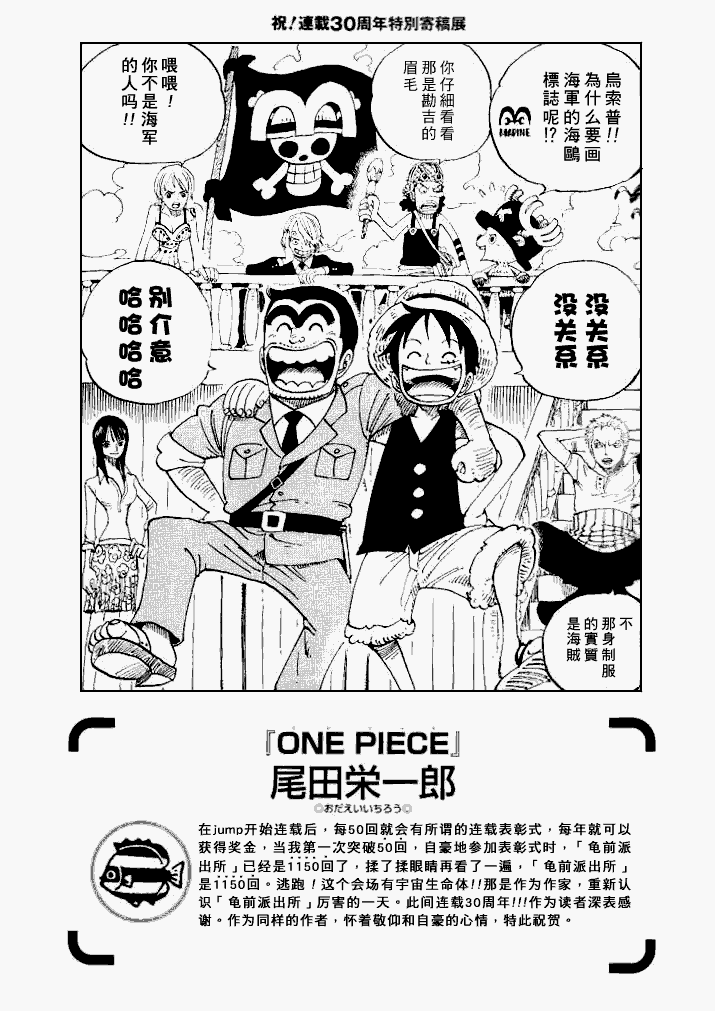 祝!連載30周年特別寄稿展
烏索普!!
為什么要画
海軍的海鷗
標誌呢!?
MARINE
你仔細看看
那是勘吉的
眉毛
喂喂!
你不是海军
的人吗!!
没关系
没关系
别介意
哈哈哈哈
不
那身制服
的實質
是海賊
『ONE PIECE』
尾田栄一郎
◎おだえいいちろう◎
在jump开始连载后，每50回就会有所谓的连载表彰式，每年就可以
获得奖金，当我第一次突破50回，自豪地参加表彰式时，「龟前派
出所」已经是1150回了，揉了揉眼睛再看了一遍，「龟前派出所」
是1150回。逃跑！这个会场有宇宙生命体!!那是作为作家，重新认
识「龟前派出所」厉害的一天。此间连载30周年!!!作为读者深表感
谢。作为同样的作者，怀着敬仰和自豪的心情，特此祝贺。